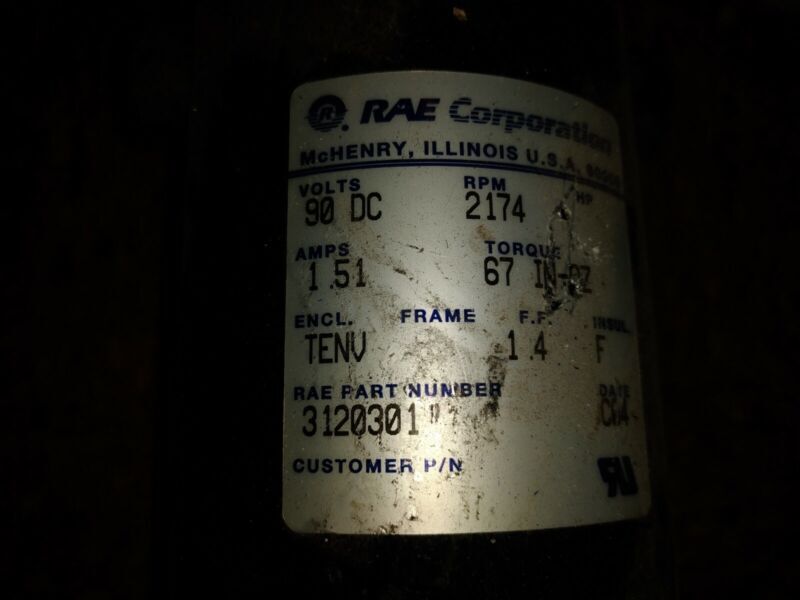 R RAE Corporation
McHENRY, ILLINOIS U.S.A.
VOLTS RPM HP
90 DC 2174
AMPS TORQUE
1.51 67 IN-OZ
ENCL. FRAME F.F. INSUL.
TENV 1.4 F
RAE PART NUMBER DATE
3120301
CUSTOMER P/N
RU